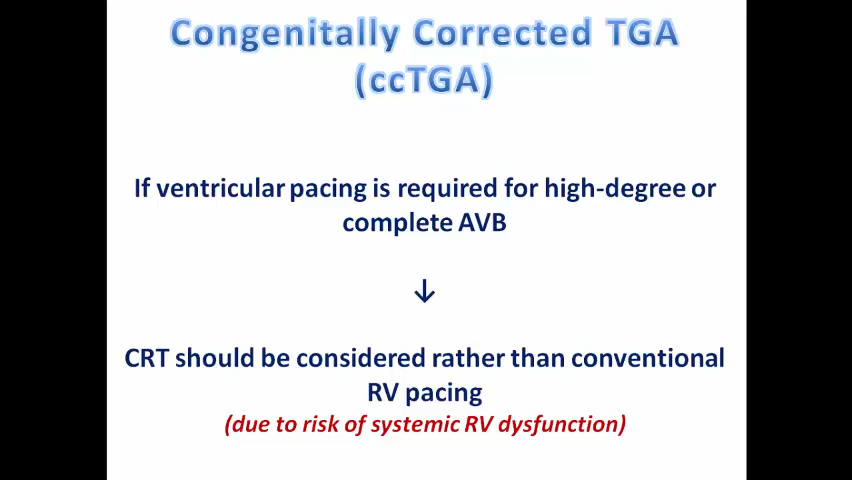 Congenitally Corrected TGA
(ccTGA)
If ventricular pacing is required for high-degree or
complete AVB
↓
CRT should be considered rather than conventional
RV pacing
(due to risk of systemic RV dysfunction)